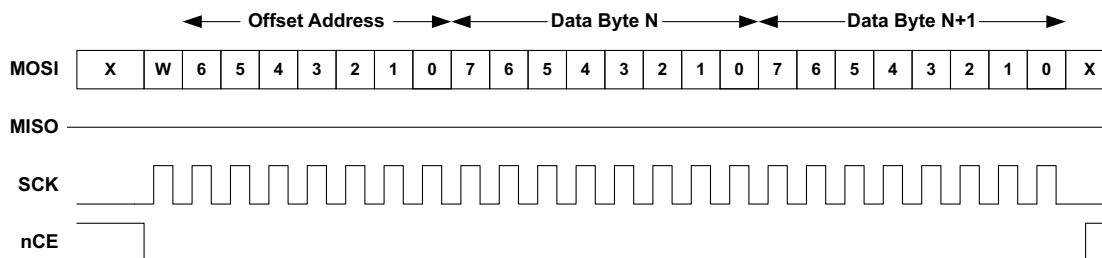 Offset Address Data Byte N Data Byte N+1
MOSI X W 6 5 4 3 2 1 0 7 6 5 4 3 2 1 0 7 6 5 4 3 2 1 0 X
MISO
SCK
nCE